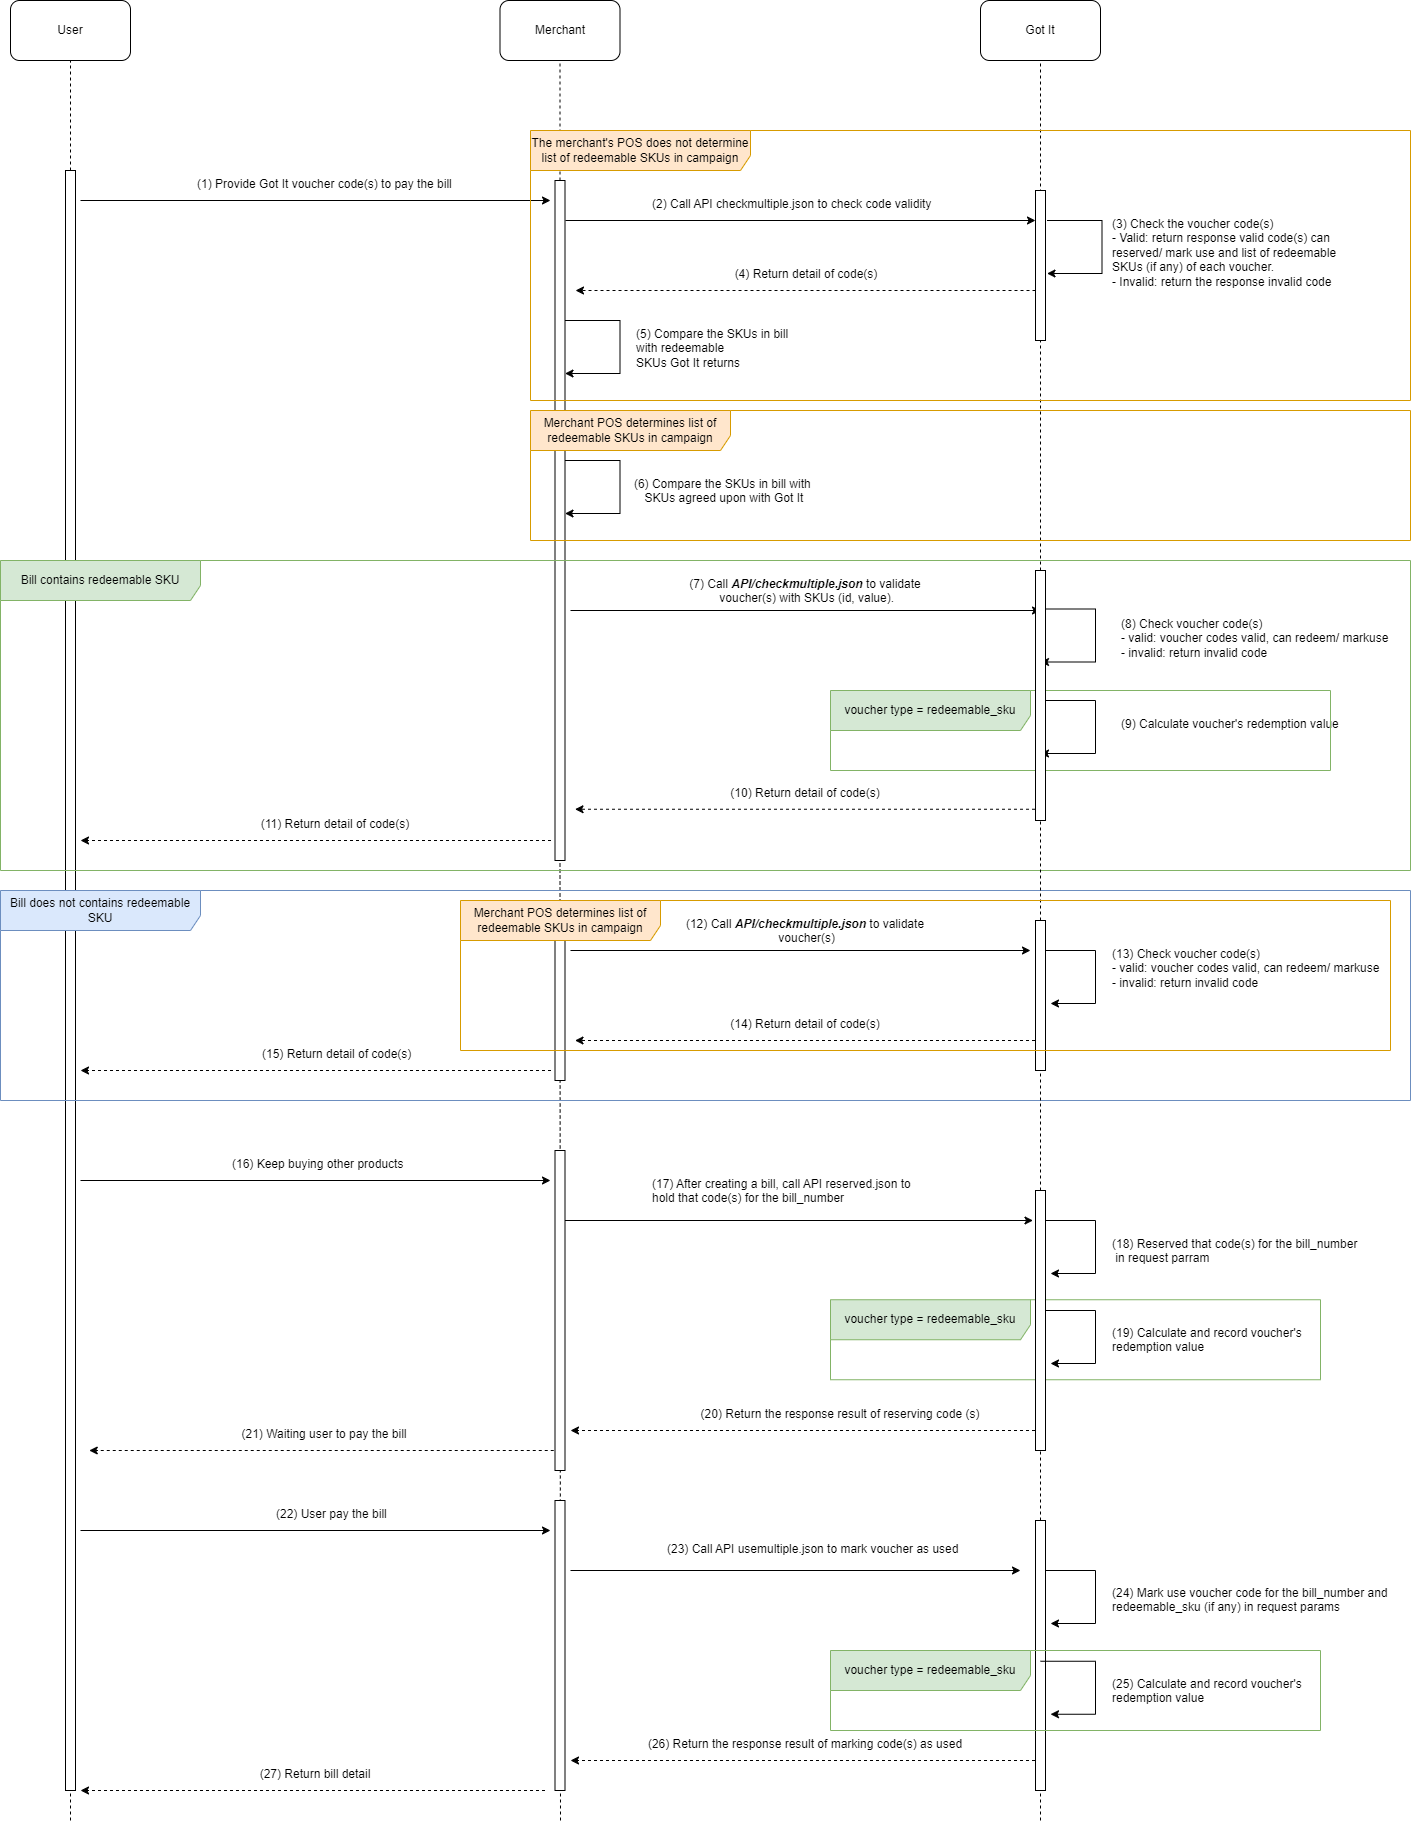 User
Merchant
Got It
The merchant's POS does not determine
list of redeemable SKUs in campaign
(1) Provide Got It voucher code(s) to pay the bill
(2) Call API checkmultiple.json to check code validity
(3) Check the voucher code(s)
- Valid: return response valid code(s) can
reserved/ mark use and list of redeemable
SKUs (if any) of each voucher.
- Invalid: return the response invalid code
(4) Return detail of code(s)
(5) Compare the SKUs in bill
with redeemable
SKUs Got It returns
Merchant POS determines list of
redeemable SKUs in campaign
(6) Compare the SKUs in bill with
SKUs agreed upon with Got It
Bill contains redeemable SKU
(7) Call API/checkmultiple.json to validate
voucher(s) with SKUs (id, value).
(8) Check voucher code(s)
- valid: voucher codes valid, can redeem/ markuse
- invalid: return invalid code
voucher type = redeemable_sku
(9) Calculate voucher's redemption value
(10) Return detail of code(s)
(11) Return detail of code(s)
Bill does not contains redeemable
SKU
Merchant POS determines list of
redeemable SKUs in campaign
(12) Call API/checkmultiple.json to validate
voucher(s)
(13) Check voucher code(s)
- valid: voucher codes valid, can redeem/ markuse
- invalid: return invalid code
(14) Return detail of code(s)
(15) Return detail of code(s)
(16) Keep buying other products
(17) After creating a bill, call API reserved.json to
hold that code(s) for the bill_number
(18) Reserved that code(s) for the bill_number
in request parram
voucher type = redeemable_sku
(19) Calculate and record voucher's
redemption value
(20) Return the response result of reserving code (s)
(21) Waiting user to pay the bill
(22) User pay the bill
(23) Call API usemultiple.json to mark voucher as used
(24) Mark use voucher code for the bill_number and
redeemable_sku (if any) in request params
voucher type = redeemable_sku
(25) Calculate and record voucher's
redemption value
(26) Return the response result of marking code(s) as used
(27) Return bill detail